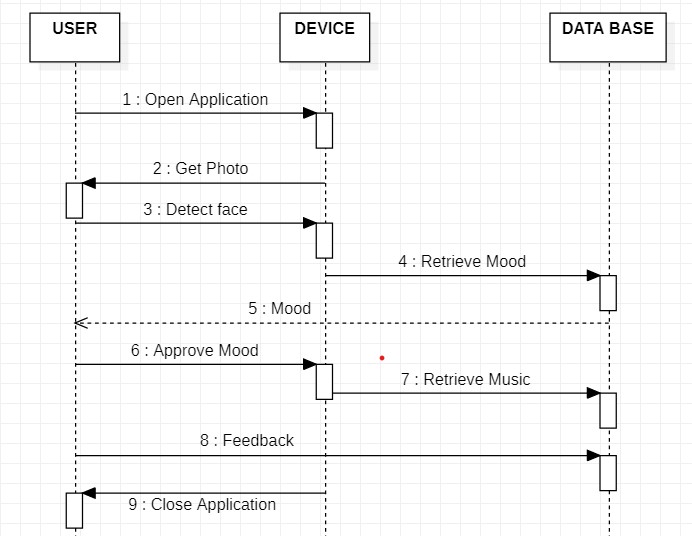 USER
DEVICE
DATA BASE
1 : Open Application
2 : Get Photo
3 : Detect face
4 : Retrieve Mood
5 : Mood
6 : Approve Mood
7 : Retrieve Music
8 : Feedback
9 : Close Application